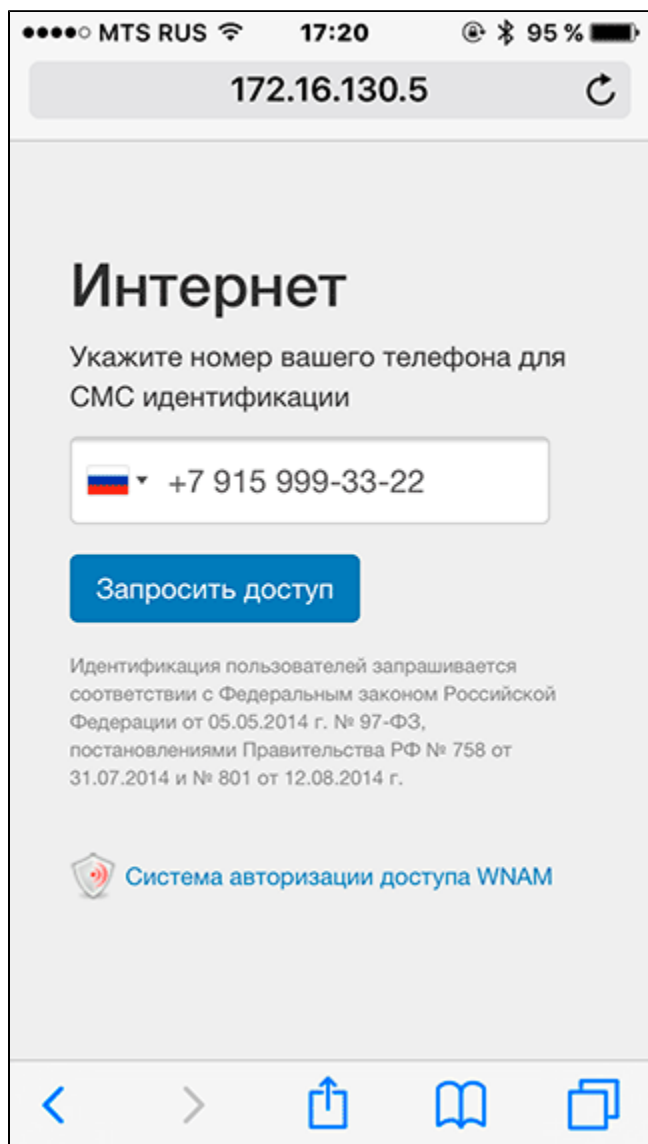 MTS RUS 17:20 95 %
172.16.130.5
Интернет
Укажите номер вашего телефона для
СМС идентификации
+7 915 999-33-22
Запросить доступ
Идентификация пользователей запрашивается
соответствии с Федеральным законом Российской
Федерации от 05.05.2014 г. № 97-ФЗ,
постановлениями Правительства РФ № 758 от
31.07.2014 и № 801 от 12.08.2014 г.
Система авторизации доступа WNAM